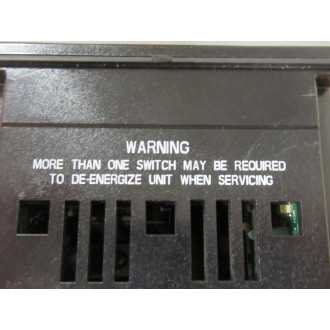 WARNING
MORE THAN ONE SWITCH MAY BE REQUIRED
TO DE-ENERGIZE UNIT WHEN SERVICING